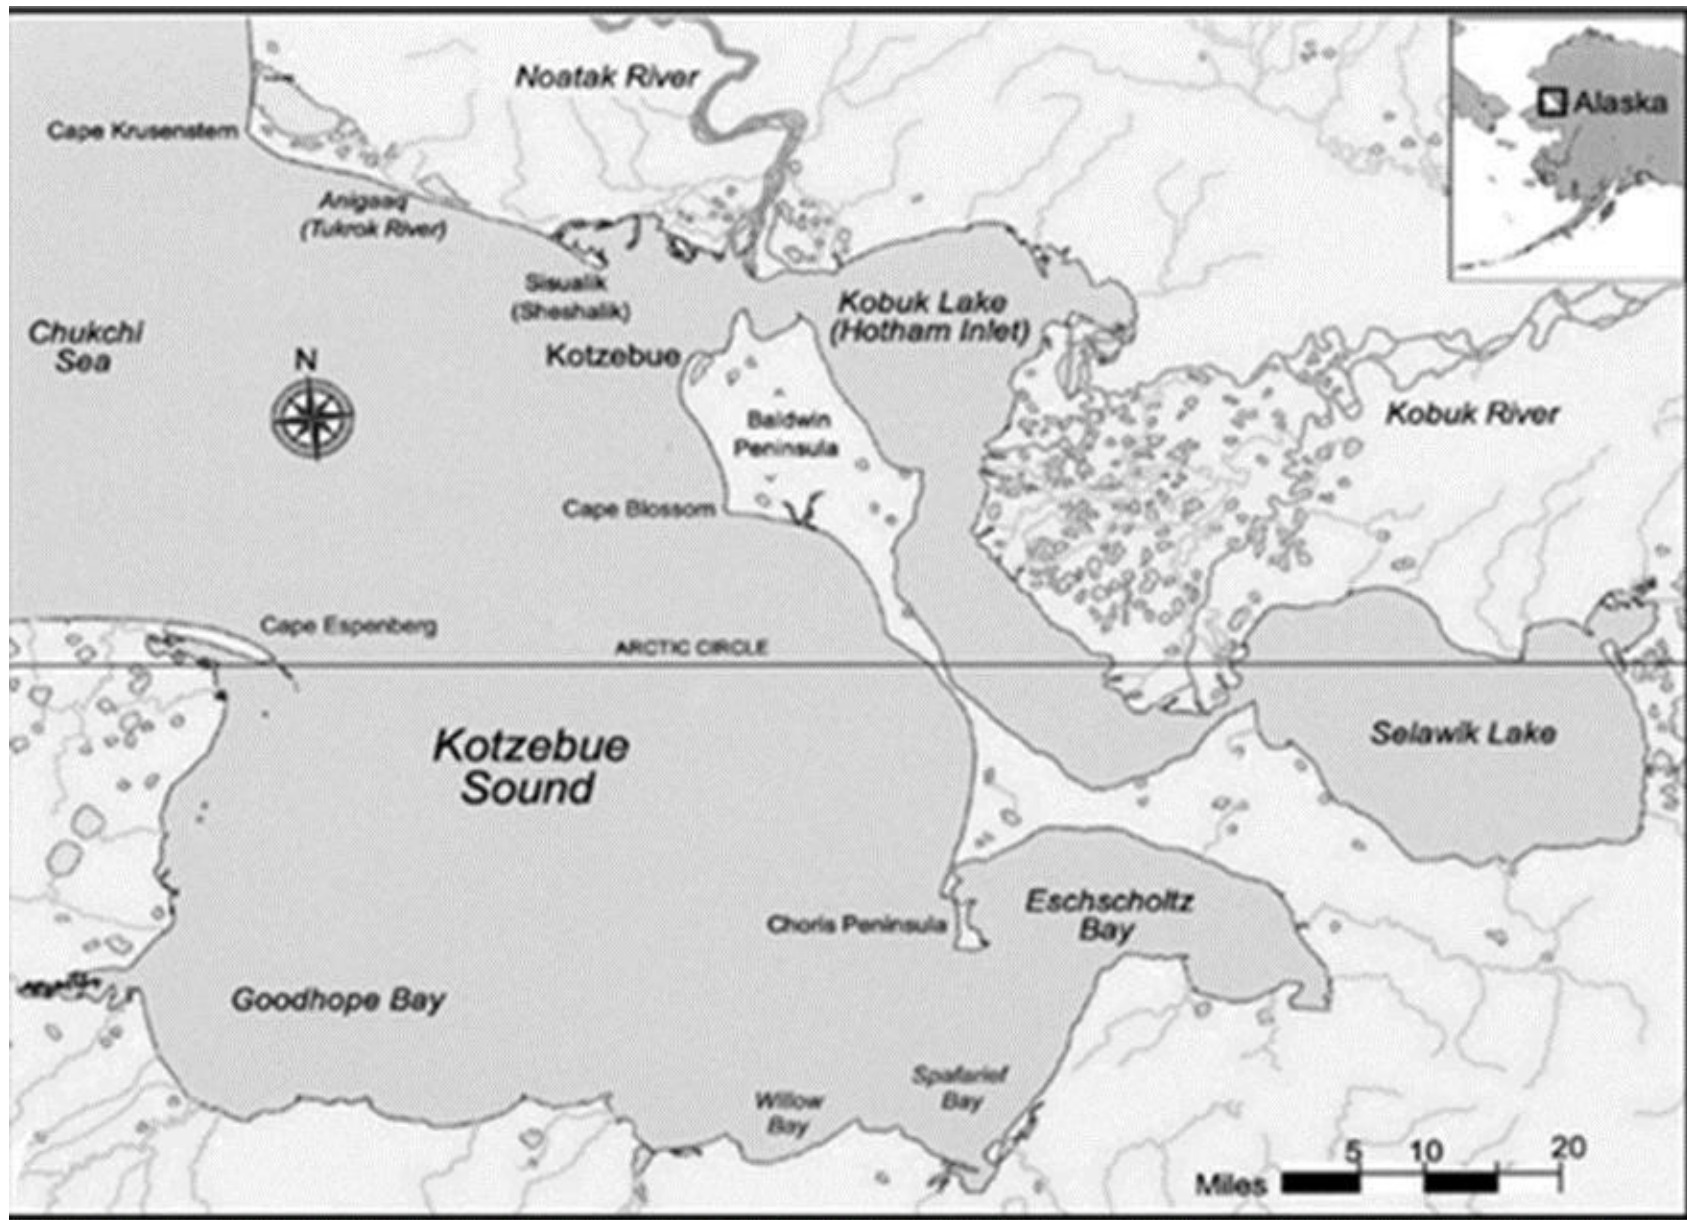 Noatak River
Alaska
Cape Krusenstern
Anigaaq
(Tukrok River)
Sisualik
(Sheshalik)
Kobuk Lake
(Hotham Inlet)
Chukchi
Sea
N
Kotzebue
Baldwin
Peninsula
Kobuk River
Cape Blossom
Cape Espenberg
ARCTIC CIRCLE
Kotzebue
Sound
Selawik Lake
Eschscholtz
Bay
Choris Peninsula
Goodhope Bay
Spafarief
Bay
Willow
Bay
5 10 20
Miles